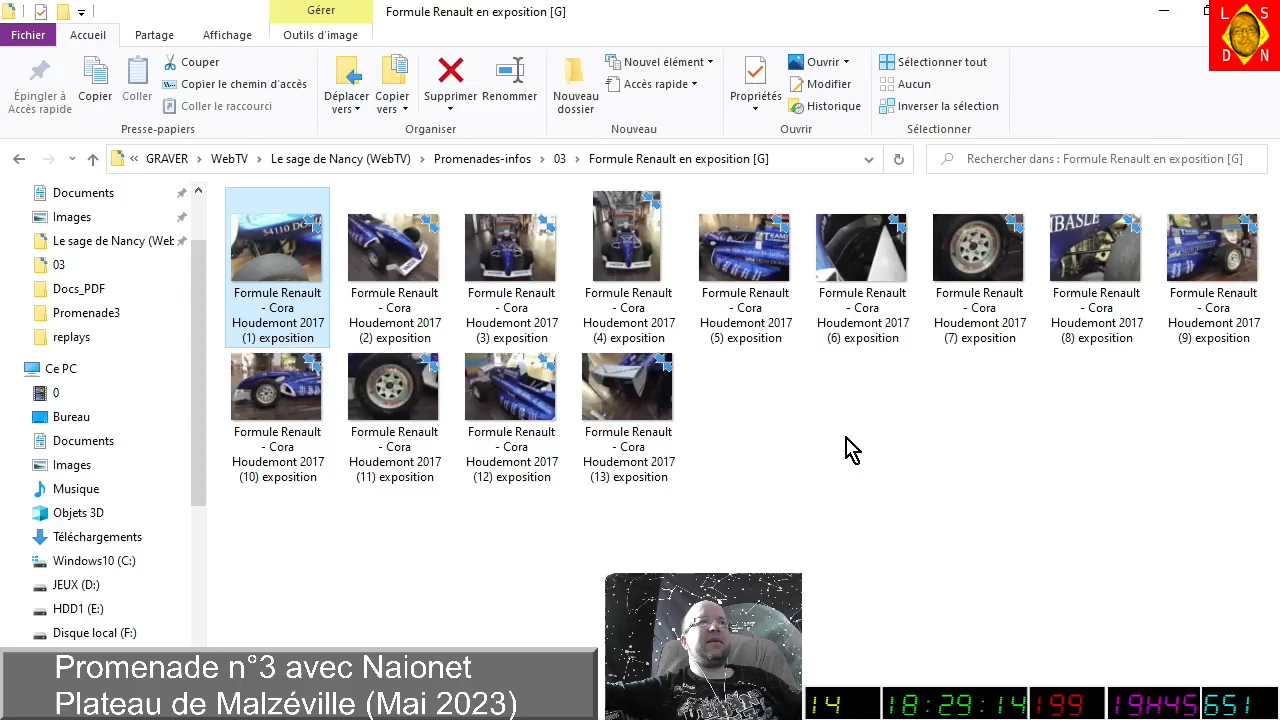 Gérer
Formule Renault en exposition [G]
Fichier
Accueil
Partage
Affichage
Outils d'image
L S
D N
Épingler à
Accès rapide
Copier
Coller
Couper
Copier le chemin d'accès
Coller le raccourci
Presse-papiers
Déplacer
vers
Copier
vers
Supprimer
Renommer
Organiser
Nouveau
dossier
Nouvel élément
Accès rapide
Nouveau
Propriétés
Ouvrir
Modifier
Historique
Ouvrir
Sélectionner tout
Aucun
Inverser la sélection
Sélectionner
« GRAVER > WebTV > Le sage de Nancy (WebTV) > Promenades-infos > 03 > Formule Renault en exposition [G]
Rechercher dans : Formule Renault en exposition [G]
Documents
Images
Le sage de Nancy (Web
03
Docs_PDF
Promenade3
replays
Ce PC
0
Bureau
Documents
Images
Musique
Objets 3D
Téléchargements
Windows10 (C:)
JEUX (D:)
HDD1 (E:)
Disque local (F:)
54110 DO
Formule Renault
- Cora
Houdemont 2017
(1) exposition
Formule Renault
- Cora
Houdemont 2017
(2) exposition
Formule Renault
- Cora
Houdemont 2017
(3) exposition
Formule Renault
- Cora
Houdemont 2017
(4) exposition
TEAM
Formule Renault
- Cora
Houdemont 2017
(5) exposition
Formule Renault
- Cora
Houdemont 2017
(6) exposition
Formule Renault
- Cora
Houdemont 2017
(7) exposition
MBASLE
Formule Renault
- Cora
Houdemont 2017
(8) exposition
Formule Renault
- Cora
Houdemont 2017
(9) exposition
Formule Renault
- Cora
Houdemont 2017
(10) exposition
Formule Renault
- Cora
Houdemont 2017
(11) exposition
Formule Renault
- Cora
Houdemont 2017
(12) exposition
Formule Renault
- Cora
Houdemont 2017
(13) exposition
Promenade n°3 avec Naionet
Plateau de Malzéville (Mai 2023)
14
18:29:14
199
19H45
651